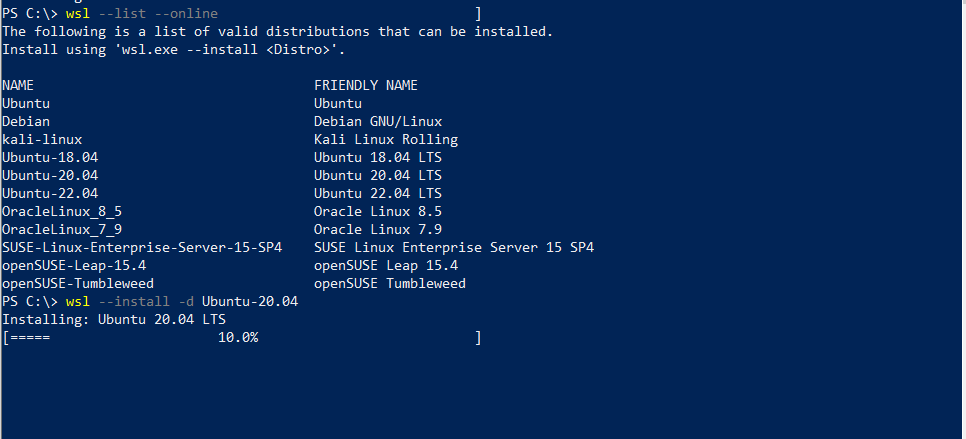 PS C:\> wsl --list --online ]
The following is a list of valid distributions that can be installed.
Install using 'wsl.exe --install <Distro>'.
NAME FRIENDLY NAME
Ubuntu Ubuntu
Debian Debian GNU/Linux
kali-linux Kali Linux Rolling
Ubuntu-18.04 Ubuntu 18.04 LTS
Ubuntu-20.04 Ubuntu 20.04 LTS
Ubuntu-22.04 Ubuntu 22.04 LTS
OracleLinux_8_5 Oracle Linux 8.5
OracleLinux_7_9 Oracle Linux 7.9
SUSE-Linux-Enterprise-Server-15-SP4 SUSE Linux Enterprise Server 15 SP4
openSUSE-Leap-15.4 openSUSE Leap 15.4
openSUSE-Tumbleweed openSUSE Tumbleweed
PS C:\> wsl --install -d Ubuntu-20.04
Installing: Ubuntu 20.04 LTS
[===== 10.0% ]